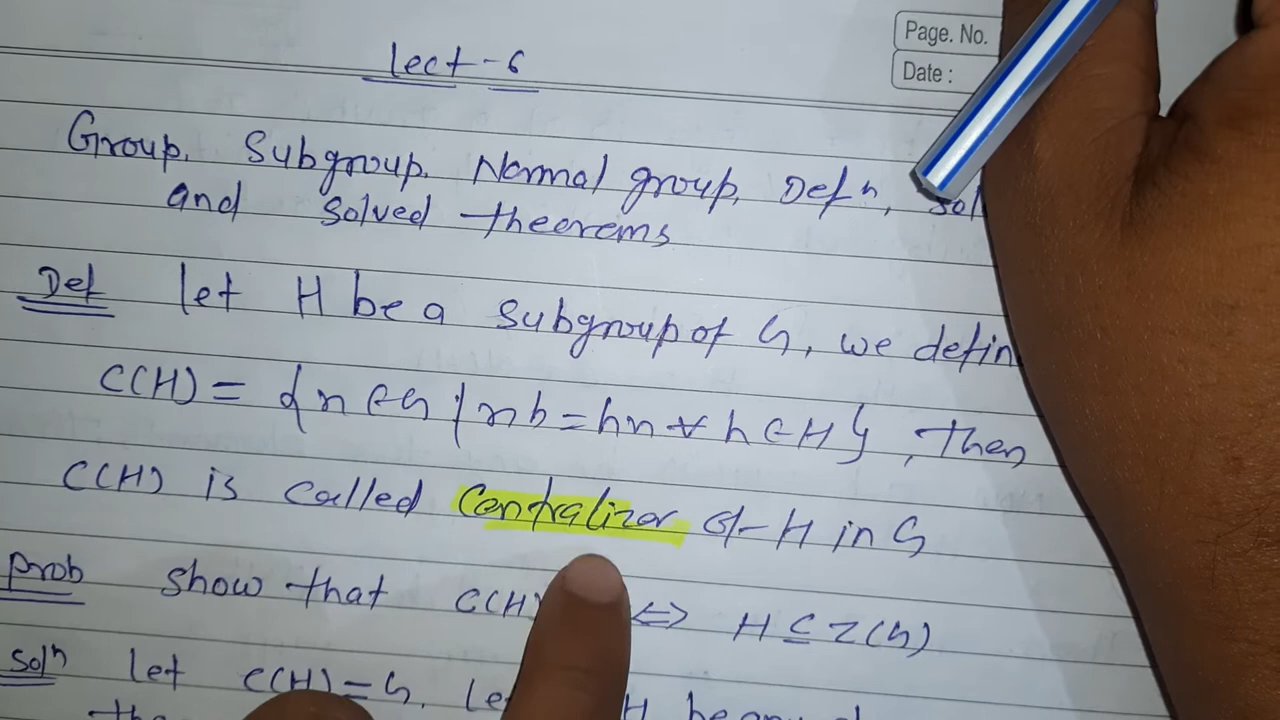 Page. No.
Date :
Lect-6
Group, Subgroup, Normal group, Defn,
and solved theorems
Def let H be a subgroup of G, we defin
C(H) = {x ∈ G / xh = hx ∀ h ∈ H}, Then
C(H) is called Centralizer of H in G
Prob show that C(H) ⇔ H ⊆ Z(G)
Soln let C(H) = G. H be any